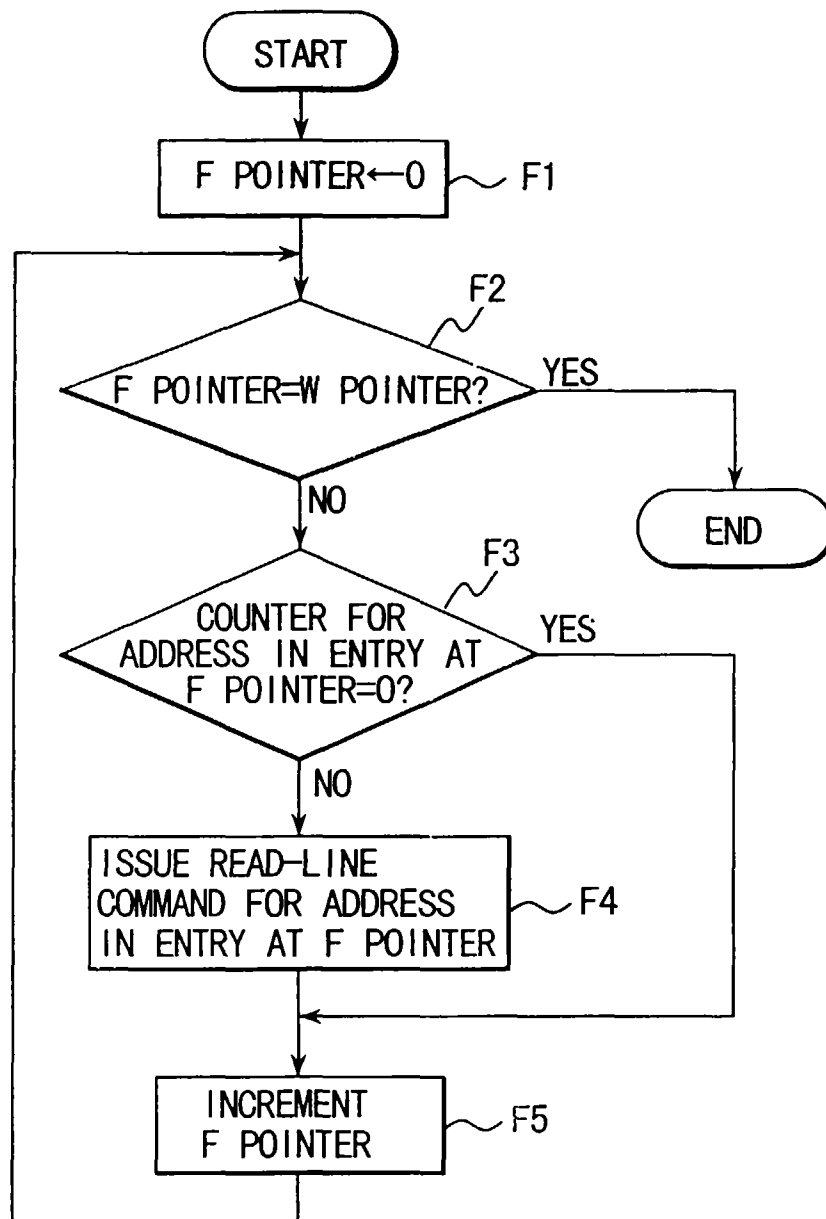 START
F POINTER←0
F1
F2
F POINTER=W POINTER?
YES
NO
END
F3
COUNTER FOR
ADDRESS IN ENTRY AT
F POINTER=0?
YES
NO
ISSUE READ-LINE
COMMAND FOR ADDRESS
IN ENTRY AT F POINTER
F4
INCREMENT
F POINTER
F5